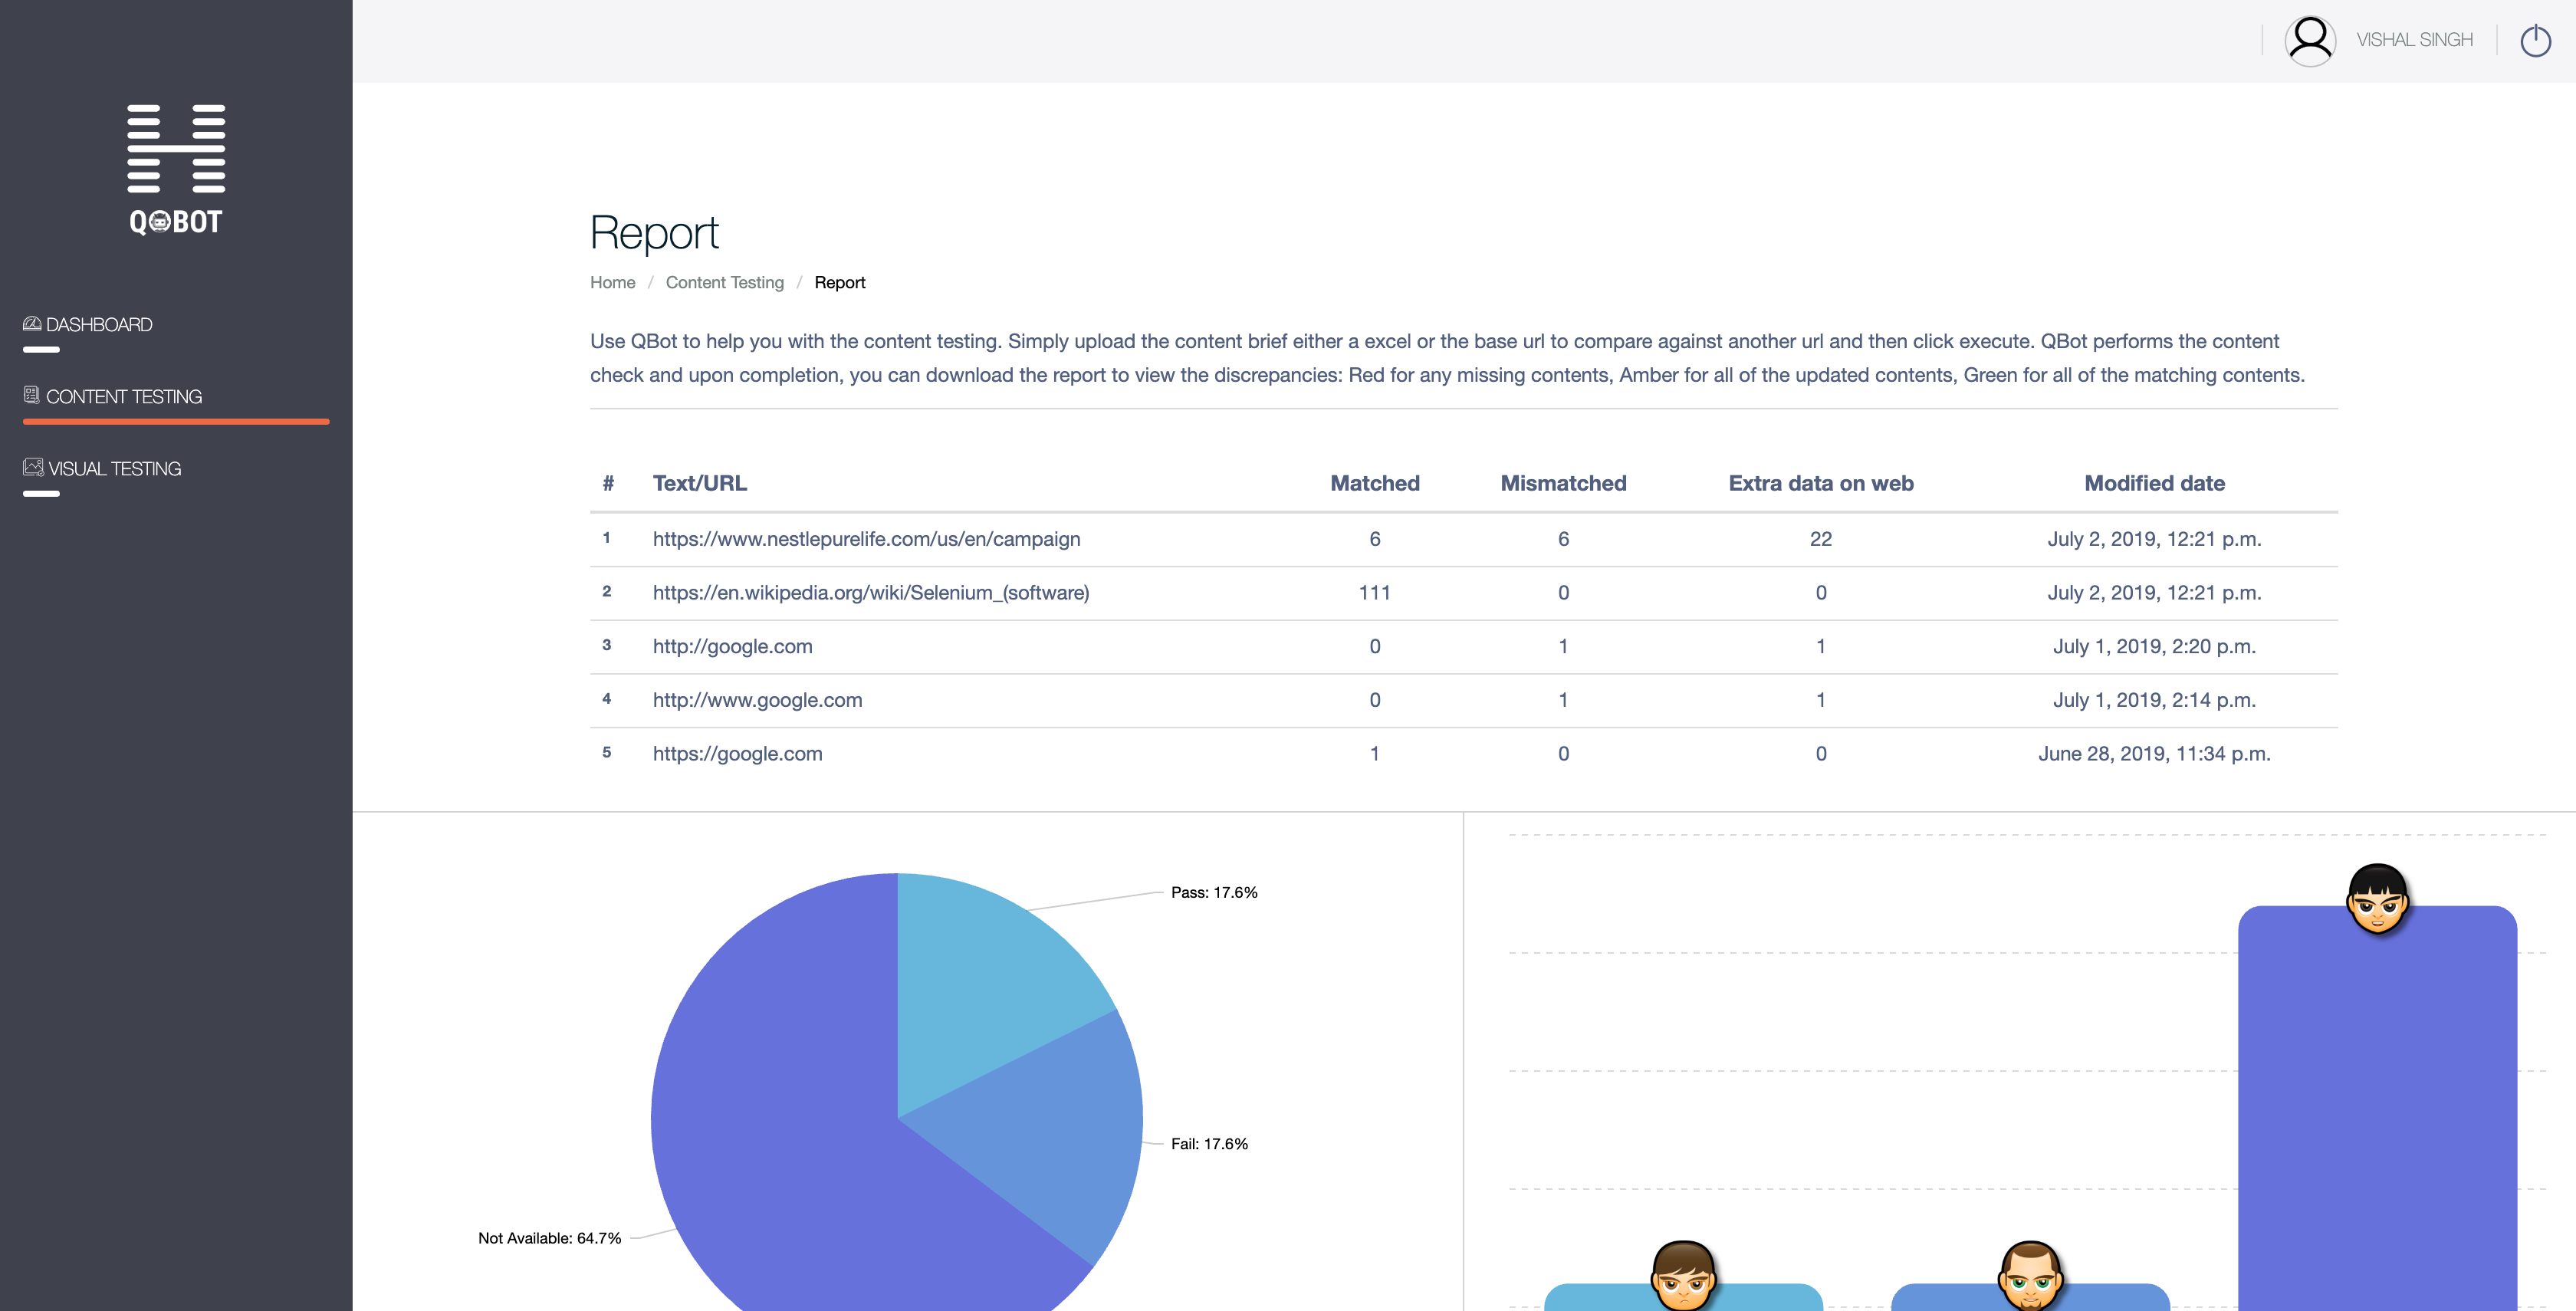 VISHAL SINGH
QBOT
DASHBOARD
CONTENT TESTING
VISUAL TESTING
Report
Home / Content Testing / Report
Use QBot to help you with the content testing. Simply upload the content brief either a excel or the base url to compare against another url and then click execute. QBot performs the content
check and upon completion, you can download the report to view the discrepancies: Red for any missing contents, Amber for all of the updated contents, Green for all of the matching contents.
# Text/URL Matched Mismatched Extra data on web Modified date
1 https://www.nestlepurelife.com/us/en/campaign 6 6 22 July 2, 2019, 12:21 p.m.
2 https://en.wikipedia.org/wiki/Selenium_(software) 111 0 0 July 2, 2019, 12:21 p.m.
3 http://google.com 0 1 1 July 1, 2019, 2:20 p.m.
4 http://www.google.com 0 1 1 July 1, 2019, 2:14 p.m.
5 https://google.com 1 0 0 June 28, 2019, 11:34 p.m.
Pass: 17.6%
Fail: 17.6%
Not Available: 64.7%